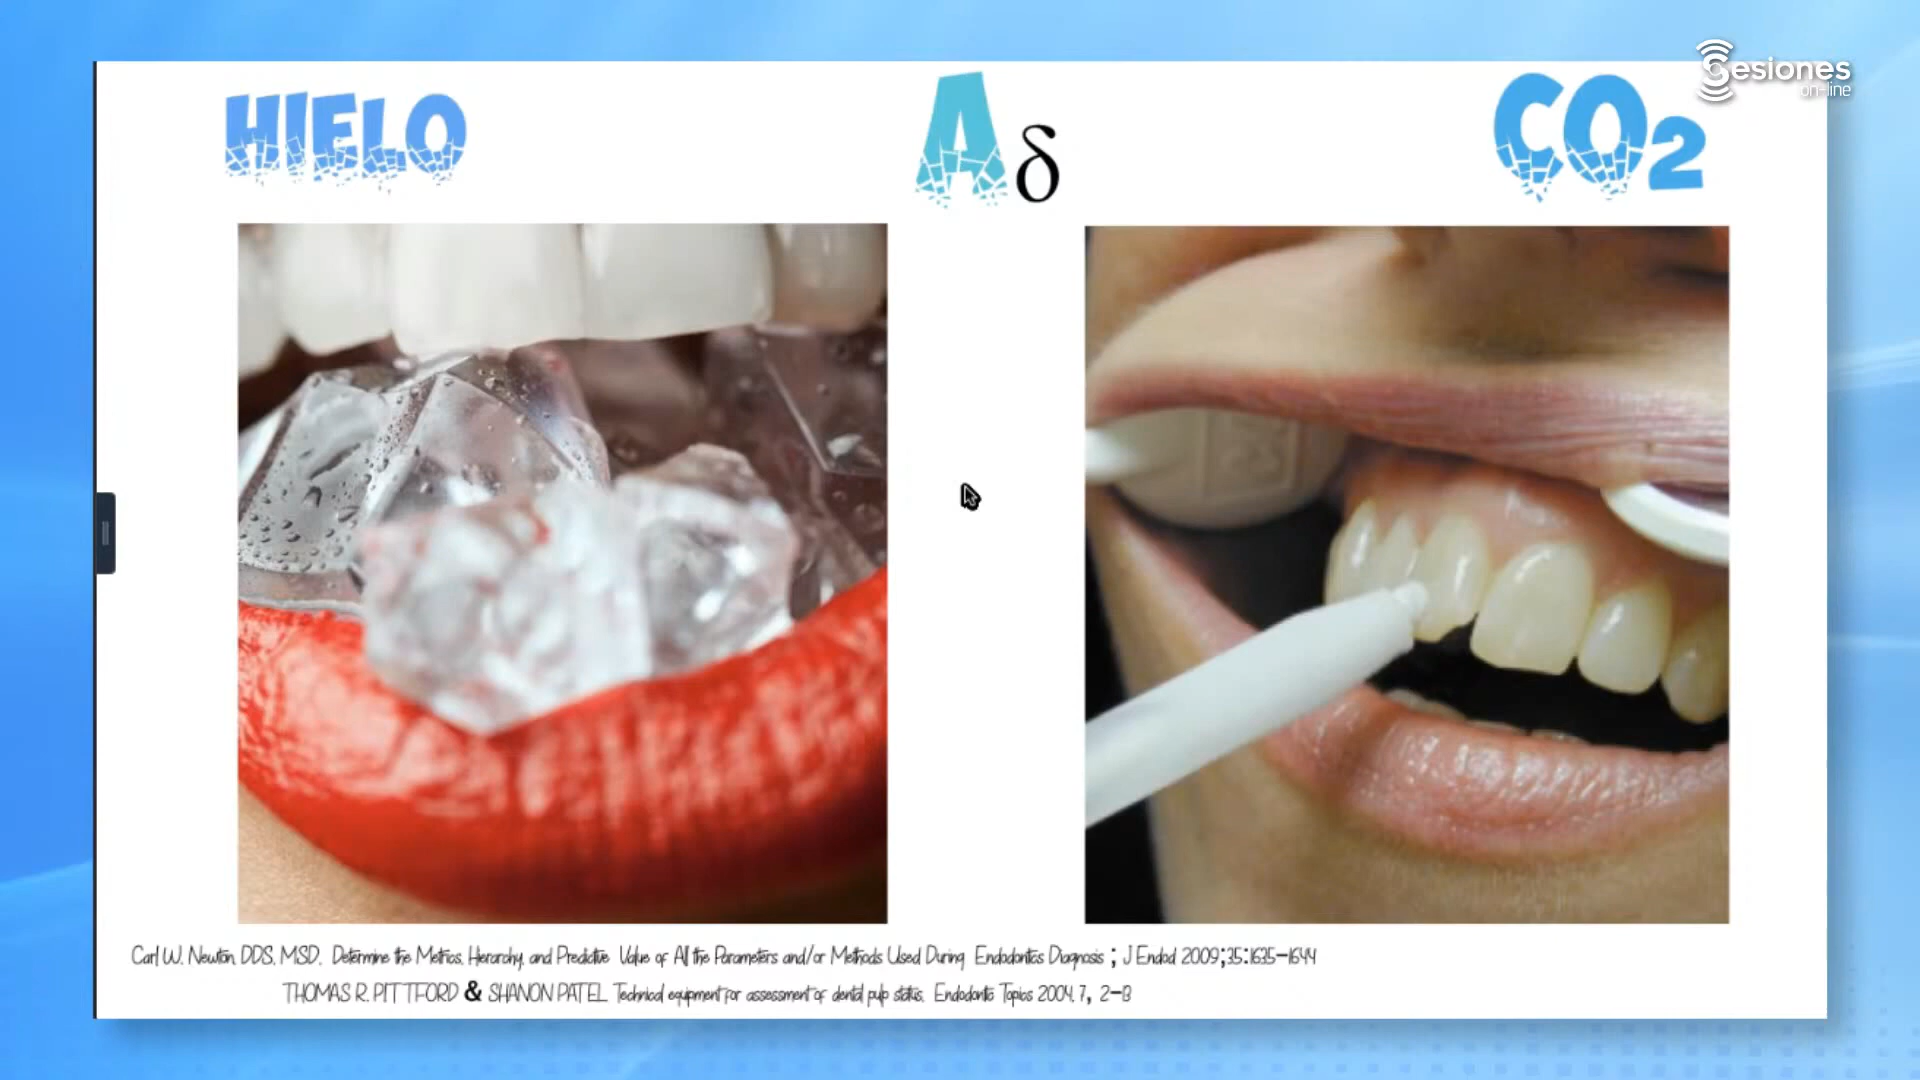 HIELO
Aδ
CO2
Sesiones
on-line
Carl W. Newton, DDS, MSD. Determine the Metrics, Hierarchy, and Predictive Value of All the Parameters and/or Methods Used During Endodontics Diagnosis ; J Endod 2009;35:1635-1644
THOMAS R. PITT TFORD & SHANON PATEL Technical equipment for assessment of dental pulp status. Endodontic Topics 2004, 7, 2-13